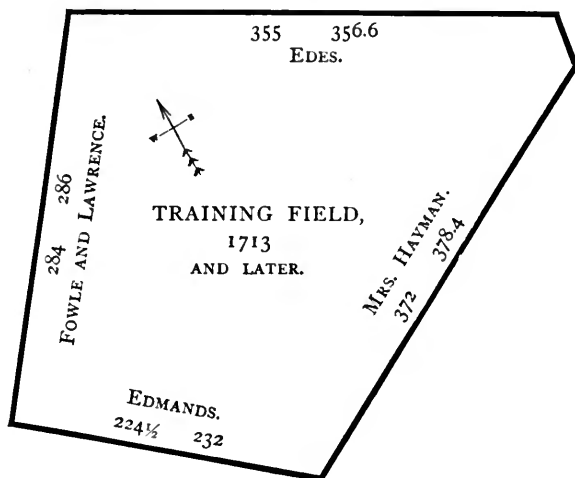 355 356.6
EDES.
FOWLE AND LAWRENCE.
284 286
TRAINING FIELD,
1713
AND LATER.
MRS. HAYMAN.
372 378.4
EDMANDS.
224½ 232